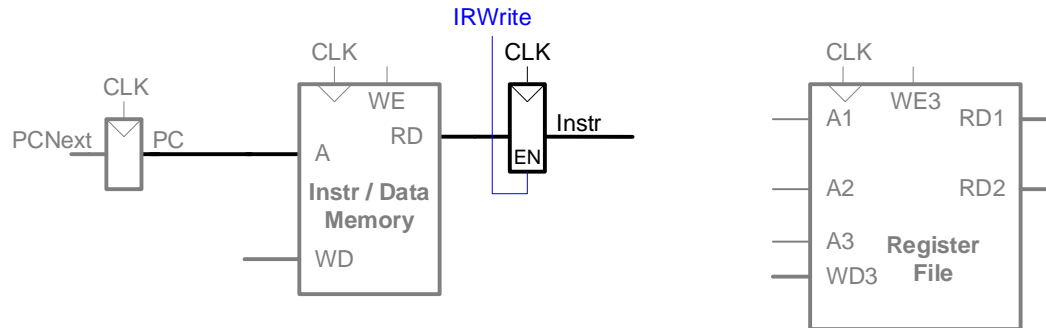 IRWrite
CLK
CLK
CLK
CLK
WE
WE3
PCNext
PC
A
RD
EN
Instr
Instr / Data
Memory
WD
A1
RD1
A2
RD2
A3
WD3
Register
File